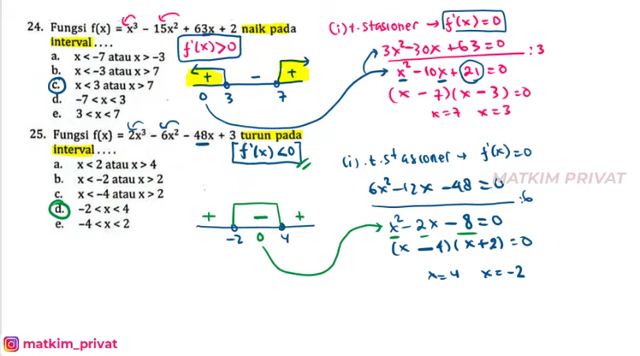 24. Fungsi f(x) = x³ − 15x² + 63x + 2 naik pada
interval ....
f'(x) > 0
a. x < −7 atau x > −3
b. x < −3 atau x > 7
c. x < 3 atau x > 7
d. −7 < x < 3
e. 3 < x < 7
+ − +
0 3 7
(i) t. stasioner → f'(x) = 0
3x² − 30x + 63 = 0
:3
x² − 10x + 21 = 0
(x − 7)(x − 3) = 0
x = 7 x = 3
25. Fungsi f(x) = 2x³ − 6x² − 48x + 3 turun pada
interval ....
[f'(x) < 0]
a. x < 2 atau x > 4
b. x < −2 atau x > 2
c. x < −4 atau x > 2
d. −2 < x < 4
e. −4 < x < 2
+ − +
−2 0 4
(i) . t. stasioner → f'(x) = 0
6x² − 12x − 48 = 0
:6
x² − 2x − 8 = 0
(x − 4)(x + 2) = 0
x = 4 x = −2
MATKIM PRIVAT
matkim_privat